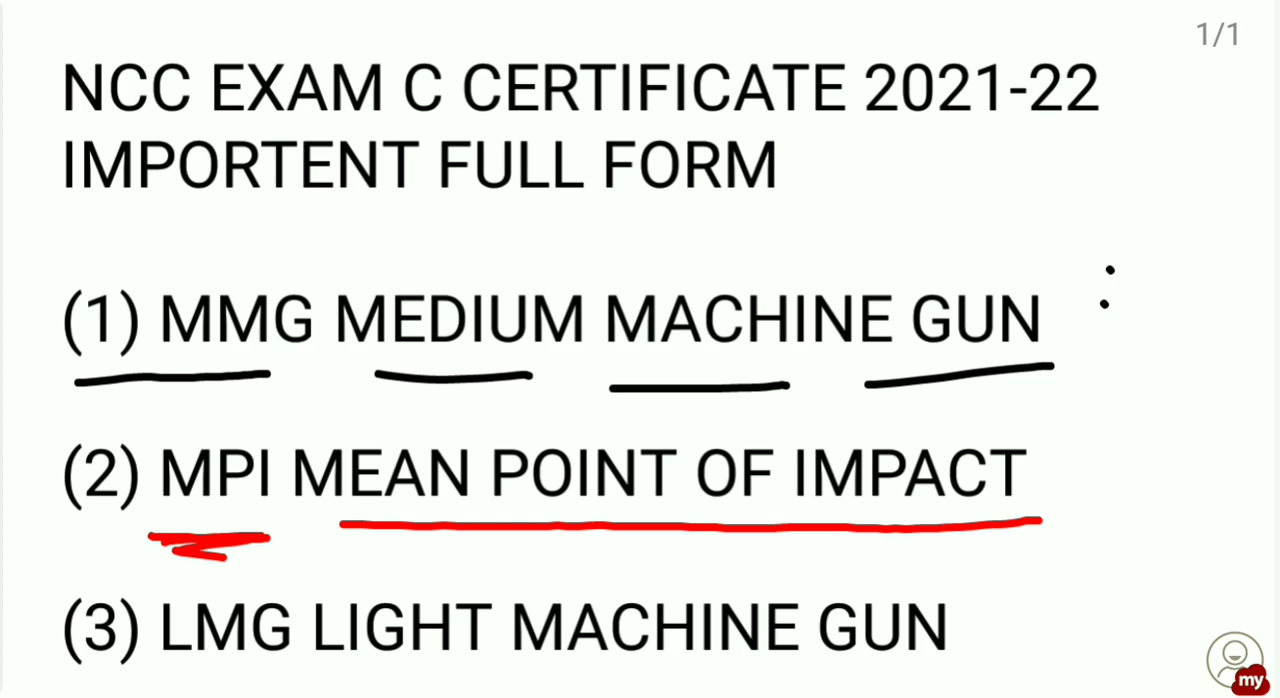 1/1
NCC EXAM C CERTIFICATE 2021-22
IMPORTENT FULL FORM
(1) MMG MEDIUM MACHINE GUN
(2) MPI MEAN POINT OF IMPACT
(3) LMG LIGHT MACHINE GUN
my